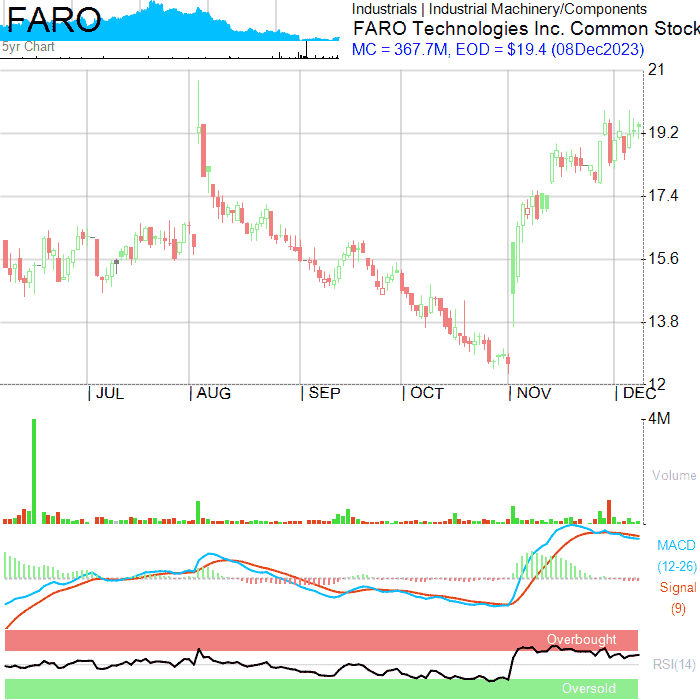 FARO
5yr Chart
Industrials | Industrial Machinery/Components
FARO Technologies Inc. Common Stock
MC = 367.7M, EOD = $19.4 (08Dec2023)
21
19.2
17.4
15.6
13.8
12
JUL
AUG
SEP
OCT
NOV
DEC
4M
Volume
MACD
(12-26)
Signal
(9)
Overbought
RSI(14)
Oversold